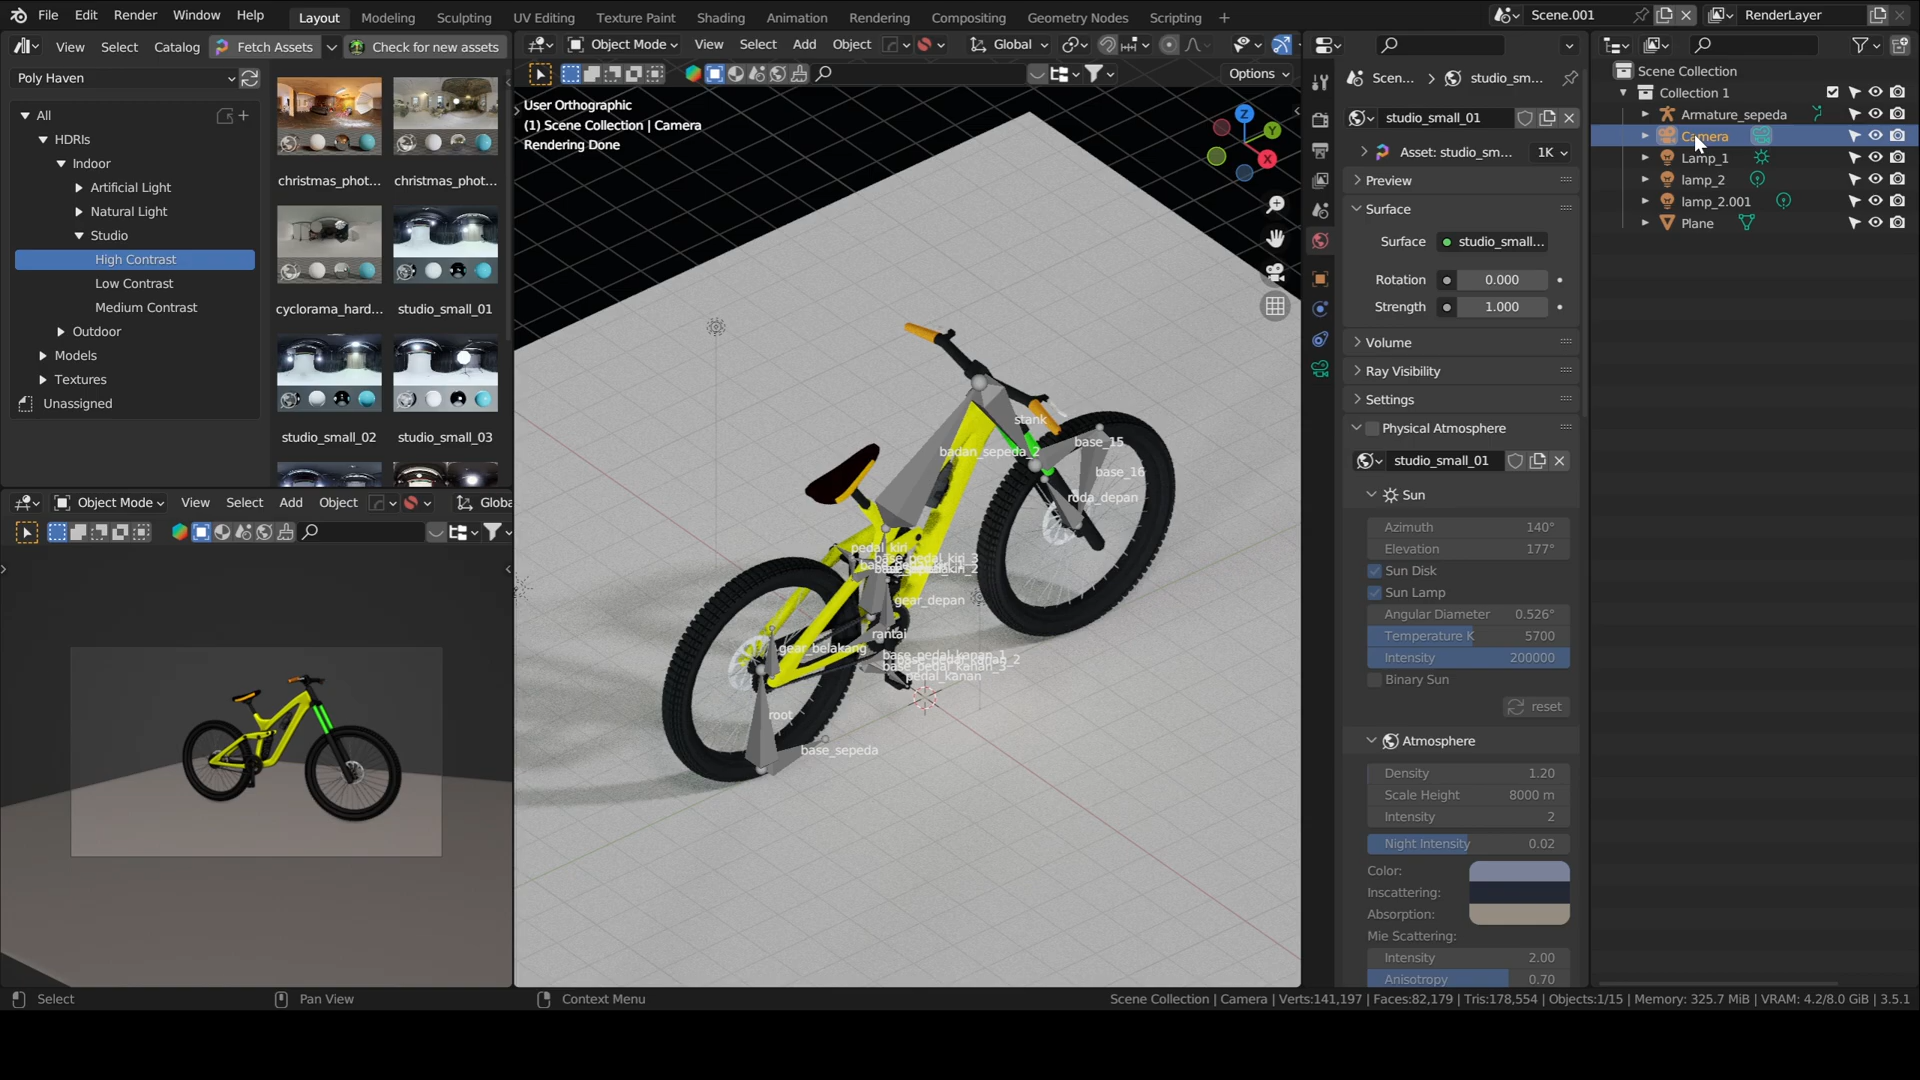 File Edit Render Window Help Layout Modeling Sculpting UV Editing Texture Paint Shading Animation Rendering Compositing Geometry Nodes Scripting + Scene.001 RenderLayer
View Select Catalog Fetch Assets Check for new assets
Poly Haven
All
HDRIs
Indoor
Artificial Light
Natural Light
Studio
High Contrast
Low Contrast
Medium Contrast
Outdoor
Models
Textures
Unassigned
christmas_phot... christmas_phot...
cyclorama_hard... studio_small_01
studio_small_02 studio_small_03
Object Mode View Select Add Object Globa
Object Mode View Select Add Object Global
Options
User Orthographic
(1) Scene Collection | Camera
Rendering Done
Z
Y
X
stank
badan_sepeda_2
base_15
base_16
roda_depan
pedal_kiri
base_pedal_kiri_3
gear_depan
rantai
gear_belakang
base_pedal_kanan_1
base_pedal_kanan_2
base_pedal_kanan_3
pedal_kanan
root
base_sepeda
Scen... > studio_sm...
studio_small_01
Asset: studio_sm... 1K
Preview
Surface
Surface studio_small...
Rotation 0.000
Strength 1.000
Volume
Ray Visibility
Settings
Physical Atmosphere
studio_small_01
Sun
Azimuth 140°
Elevation 177°
Sun Disk
Sun Lamp
Angular Diameter 0.526°
Temperature K 5700
Intensity 200000
Binary Sun
reset
Atmosphere
Density 1.20
Scale Height 8000 m
Intensity 2
Night Intensity 0.02
Color:
Inscattering:
Absorption:
Mie Scattering:
Intensity 2.00
Anisotropy 0.70
Scene Collection
Collection 1
Armature_sepeda
Camera
Lamp_1
lamp_2
lamp_2.001
Plane
Select Pan View Context Menu Scene Collection | Camera | Verts:141,197 | Faces:82,179 | Tris:178,554 | Objects:1/15 | Memory: 325.7 MiB | VRAM: 4.2/8.0 GiB | 3.5.1